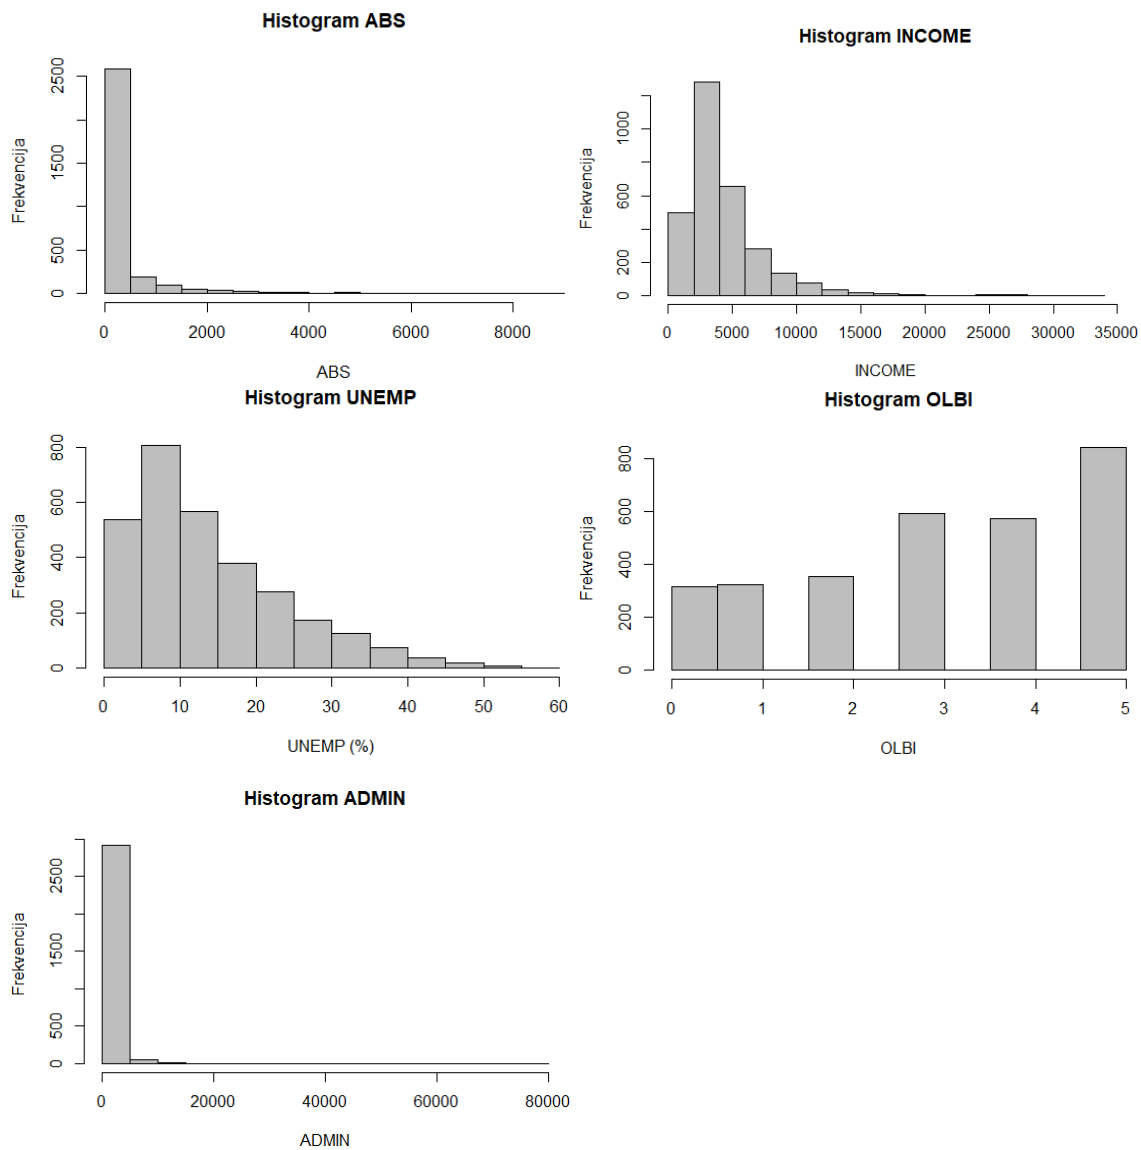 Histogram ABS
Frekvencija
0 500 1500 2500
0 2000 4000 6000 8000
ABS
Histogram INCOME
Frekvencija
0 200 600 1000
0 5000 10000 15000 20000 25000 30000 35000
INCOME
Histogram UNEMP
Frekvencija
0 200 400 600 800
0 10 20 30 40 50 60
UNEMP (%)
Histogram OLBI
Frekvencija
0 200 400 600 800
0 1 2 3 4 5
OLBI
Histogram ADMIN
Frekvencija
0 500 1500 2500
0 20000 40000 60000 80000
ADMIN